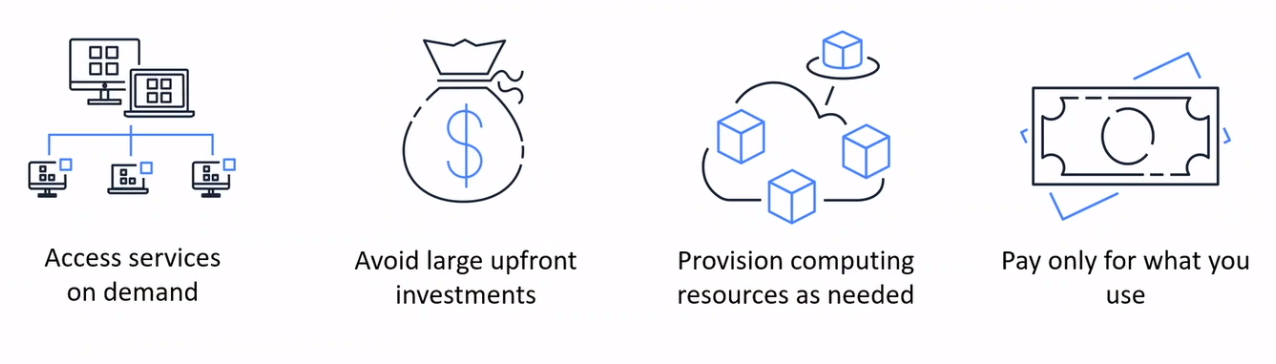 Access services
on demand
Avoid large upfront
investments
Provision computing
resources as needed
Pay only for what you
use